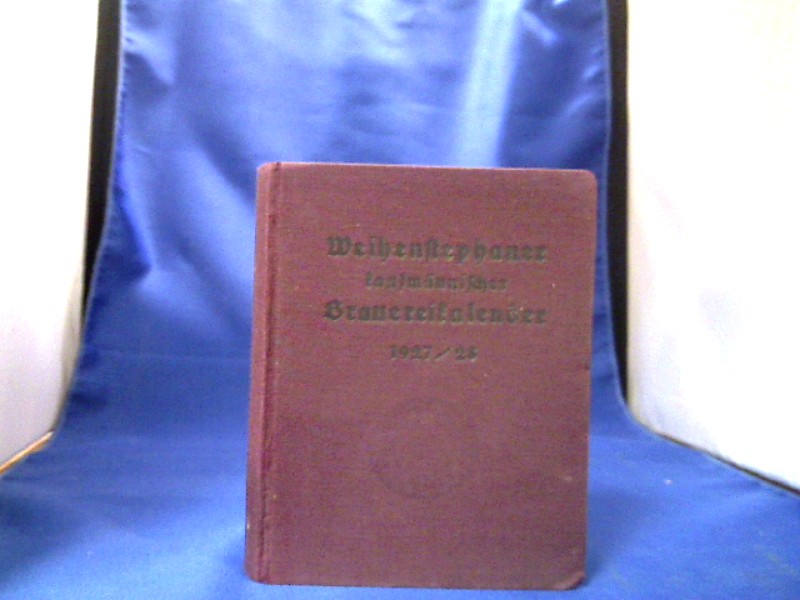 Weihenstephaner
kaufmännischer
Brauereikalender
1927/28